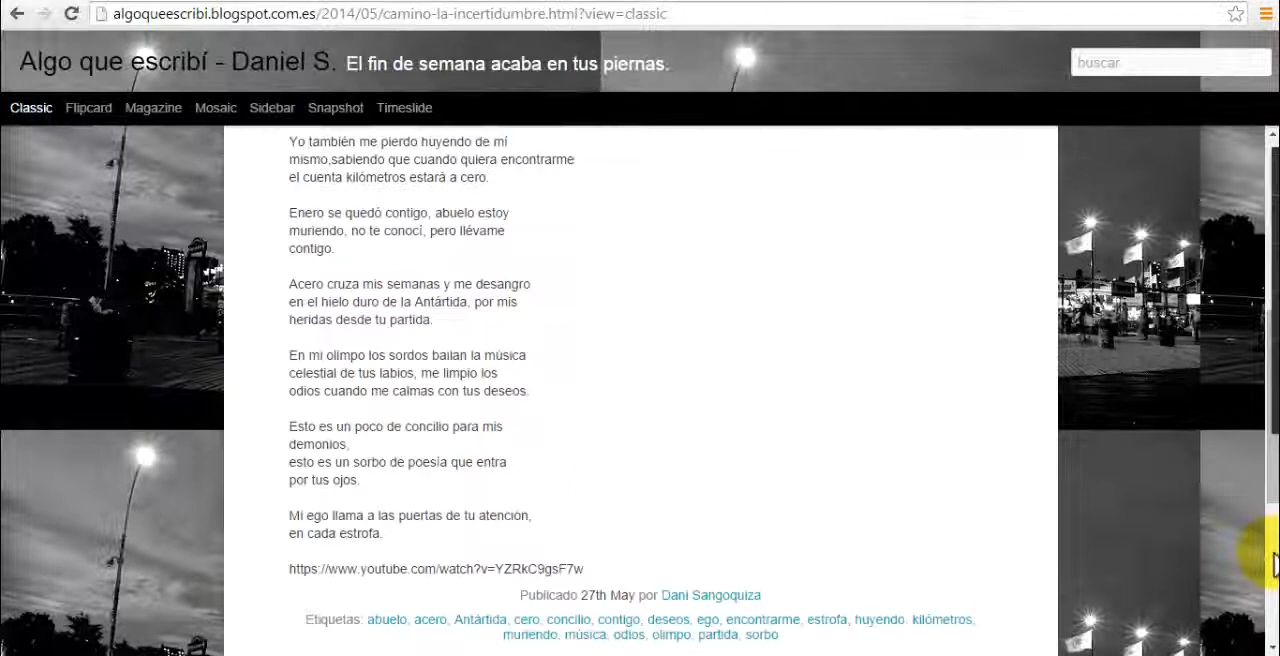 algoqueescribi.blogspot.com.es/2014/05/camino-la-incertidumbre.html?view=classic
Algo que escribí - Daniel S. El fin de semana acaba en tus piernas.
buscar
Classic Flipcard Magazine Mosaic Sidebar Snapshot Timeslide
Yo también me pierdo huyendo de mí
mismo,sabiendo que cuando quiera encontrarme
el cuenta kilómetros estará a cero.
Enero se quedó contigo, abuelo estoy
muriendo, no te conocí, pero llévame
contigo.
Acero cruza mis semanas y me desangro
en el hielo duro de la Antártida, por mis
heridas desde tu partida.
En mi olimpo los sordos bailan la música
celestial de tus labios, me limpio los
odios cuando me calmas con tus deseos.
Esto es un poco de concilio para mis
demonios,
esto es un sorbo de poesía que entra
por tus ojos.
Mi ego llama a las puertas de tu atención,
en cada estrofa.
https://www.youtube.com/watch?v=YZRkC9gsF7w
Publicado 27th May por Dani Sangoquiza
Etiquetas: abuelo, acero, Antártida, cero, concilio, contigo, deseos, ego, encontrarme, estrofa, huyendo. kilómetros,
muriendo, música, odios, olimpo, partida, sorbo